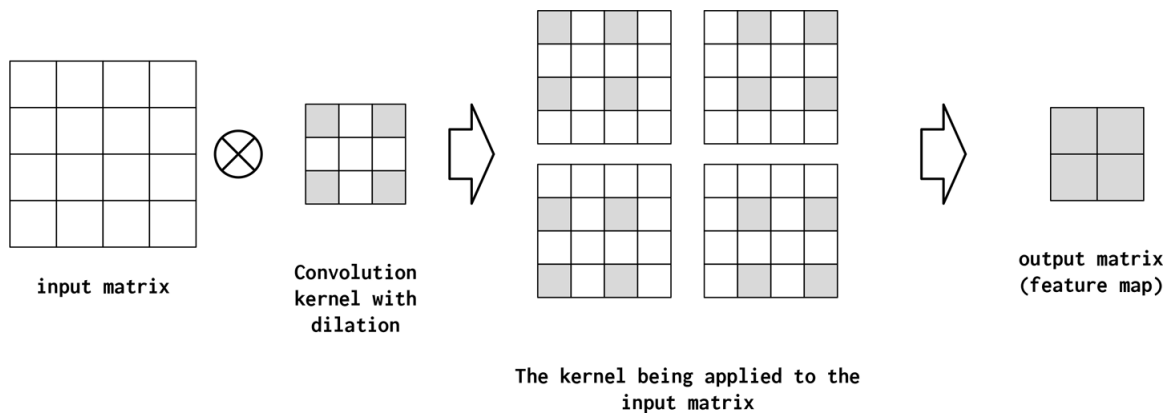 input matrix
Convolution
kernel with
dilation
The kernel being applied to the
input matrix
output matrix
(feature map)